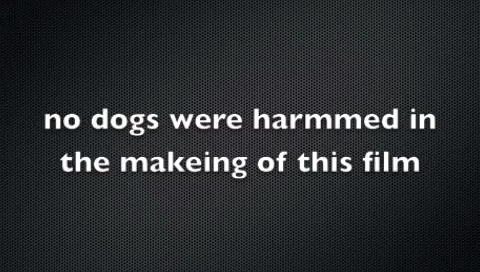 no dogs were harmmed in
the makeing of this film